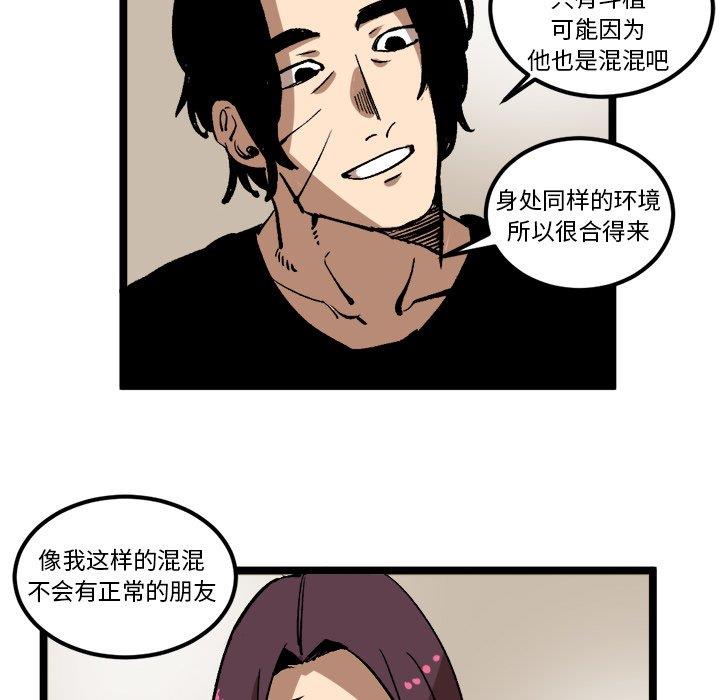 可能因为
他也是混混吧
身处同样的环境
所以很合得来
像我这样的混混
不会有正常的朋友